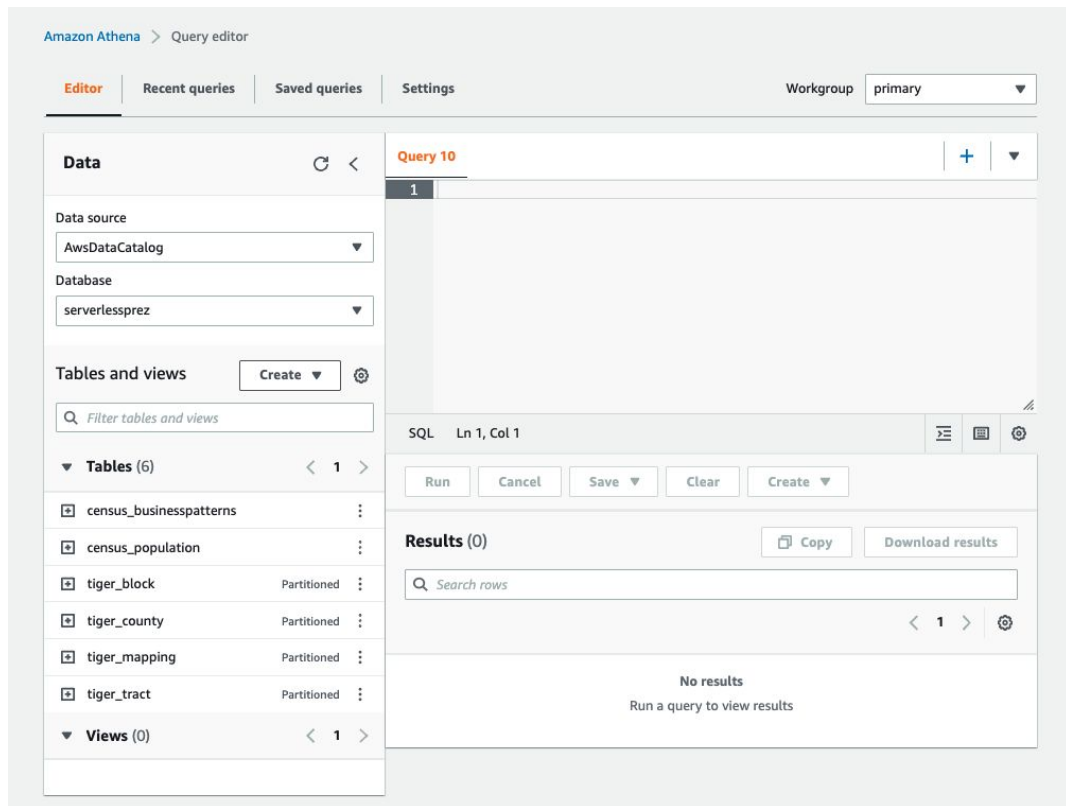 Amazon Athena > Query editor
Editor Recent queries Saved queries Settings Workgroup primary
Data
Data source
AwsDataCatalog
Database
serverlessprez
Tables and views Create
Filter tables and views
Tables (6) < 1 >
census_businesspatterns
census_population
tiger_block Partitioned
tiger_county Partitioned
tiger_mapping Partitioned
tiger_tract Partitioned
Views (0) < 1 >
Query 10 +
1
SQL Ln 1, Col 1
Run Cancel Save Clear Create
Results (0) Copy Download results
Search rows
< 1 >
No results
Run a query to view results